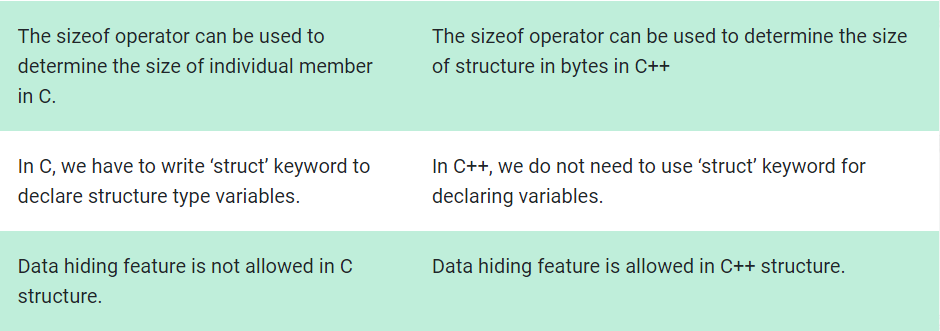 The sizeof operator can be used to
determine the size of individual member
in C.
The sizeof operator can be used to determine the size
of structure in bytes in C++
In C, we have to write ‘struct’ keyword to
declare structure type variables.
In C++, we do not need to use ‘struct’ keyword for
declaring variables.
Data hiding feature is not allowed in C
structure.
Data hiding feature is allowed in C++ structure.